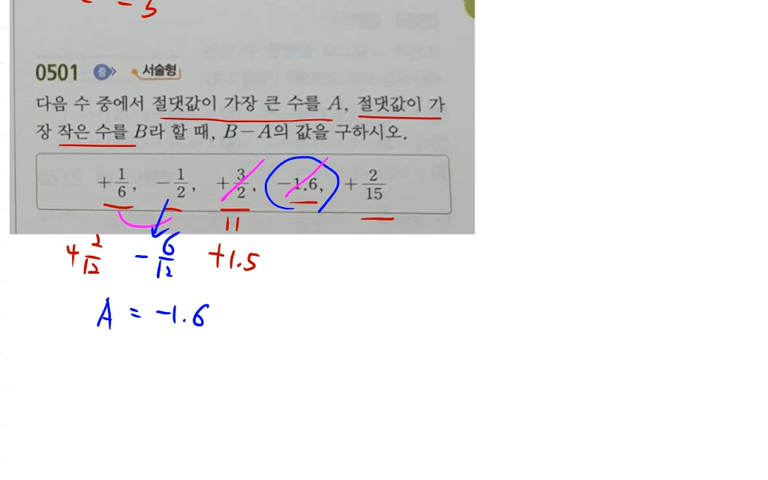 = -5
0501 중 서술형
다음 수 중에서 절댓값이 가장 큰 수를 A, 절댓값이 가
장 작은 수를 B라 할 때, B-A의 값을 구하시오.
+1/6, -1/2, +3/2, -1.6, +2/15
+2/12 -6/12 +1.5
A = -1.6